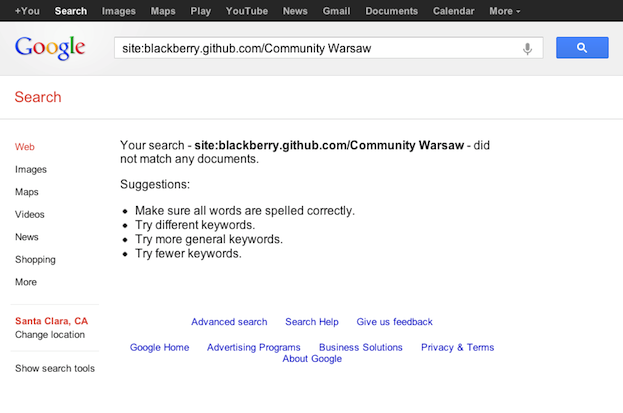 +You Search Images Maps Play YouTube News Gmail Documents Calendar More
Google
site:blackberry.github.com/Community Warsaw
Search
Web
Images
Maps
Videos
News
Shopping
More
Santa Clara, CA
Change location
Show search tools
Your search - site:blackberry.github.com/Community Warsaw - did
not match any documents.
Suggestions:
• Make sure all words are spelled correctly.
• Try different keywords.
• Try more general keywords.
• Try fewer keywords.
Advanced search Search Help Give us feedback
Google Home Advertising Programs Business Solutions Privacy & Terms
About Google